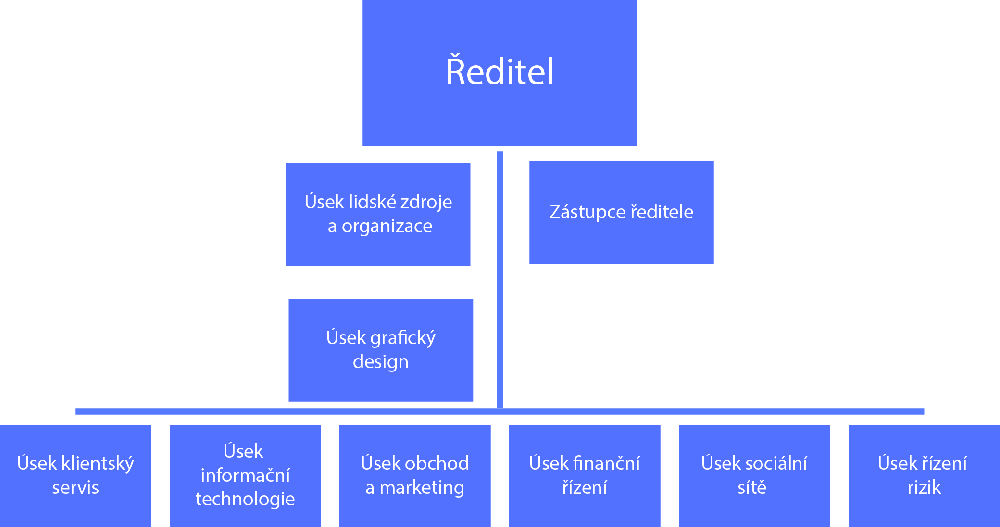 Ředitel
Úsek lidské zdroje
a organizace
Zástupce ředitele
Úsek grafický
design
Úsek klientský
servis
Úsek
informační
technologie
Úsek obchod
a marketing
Úsek finanční
řízení
Úsek sociální
sítě
Úsek řízení
rizik